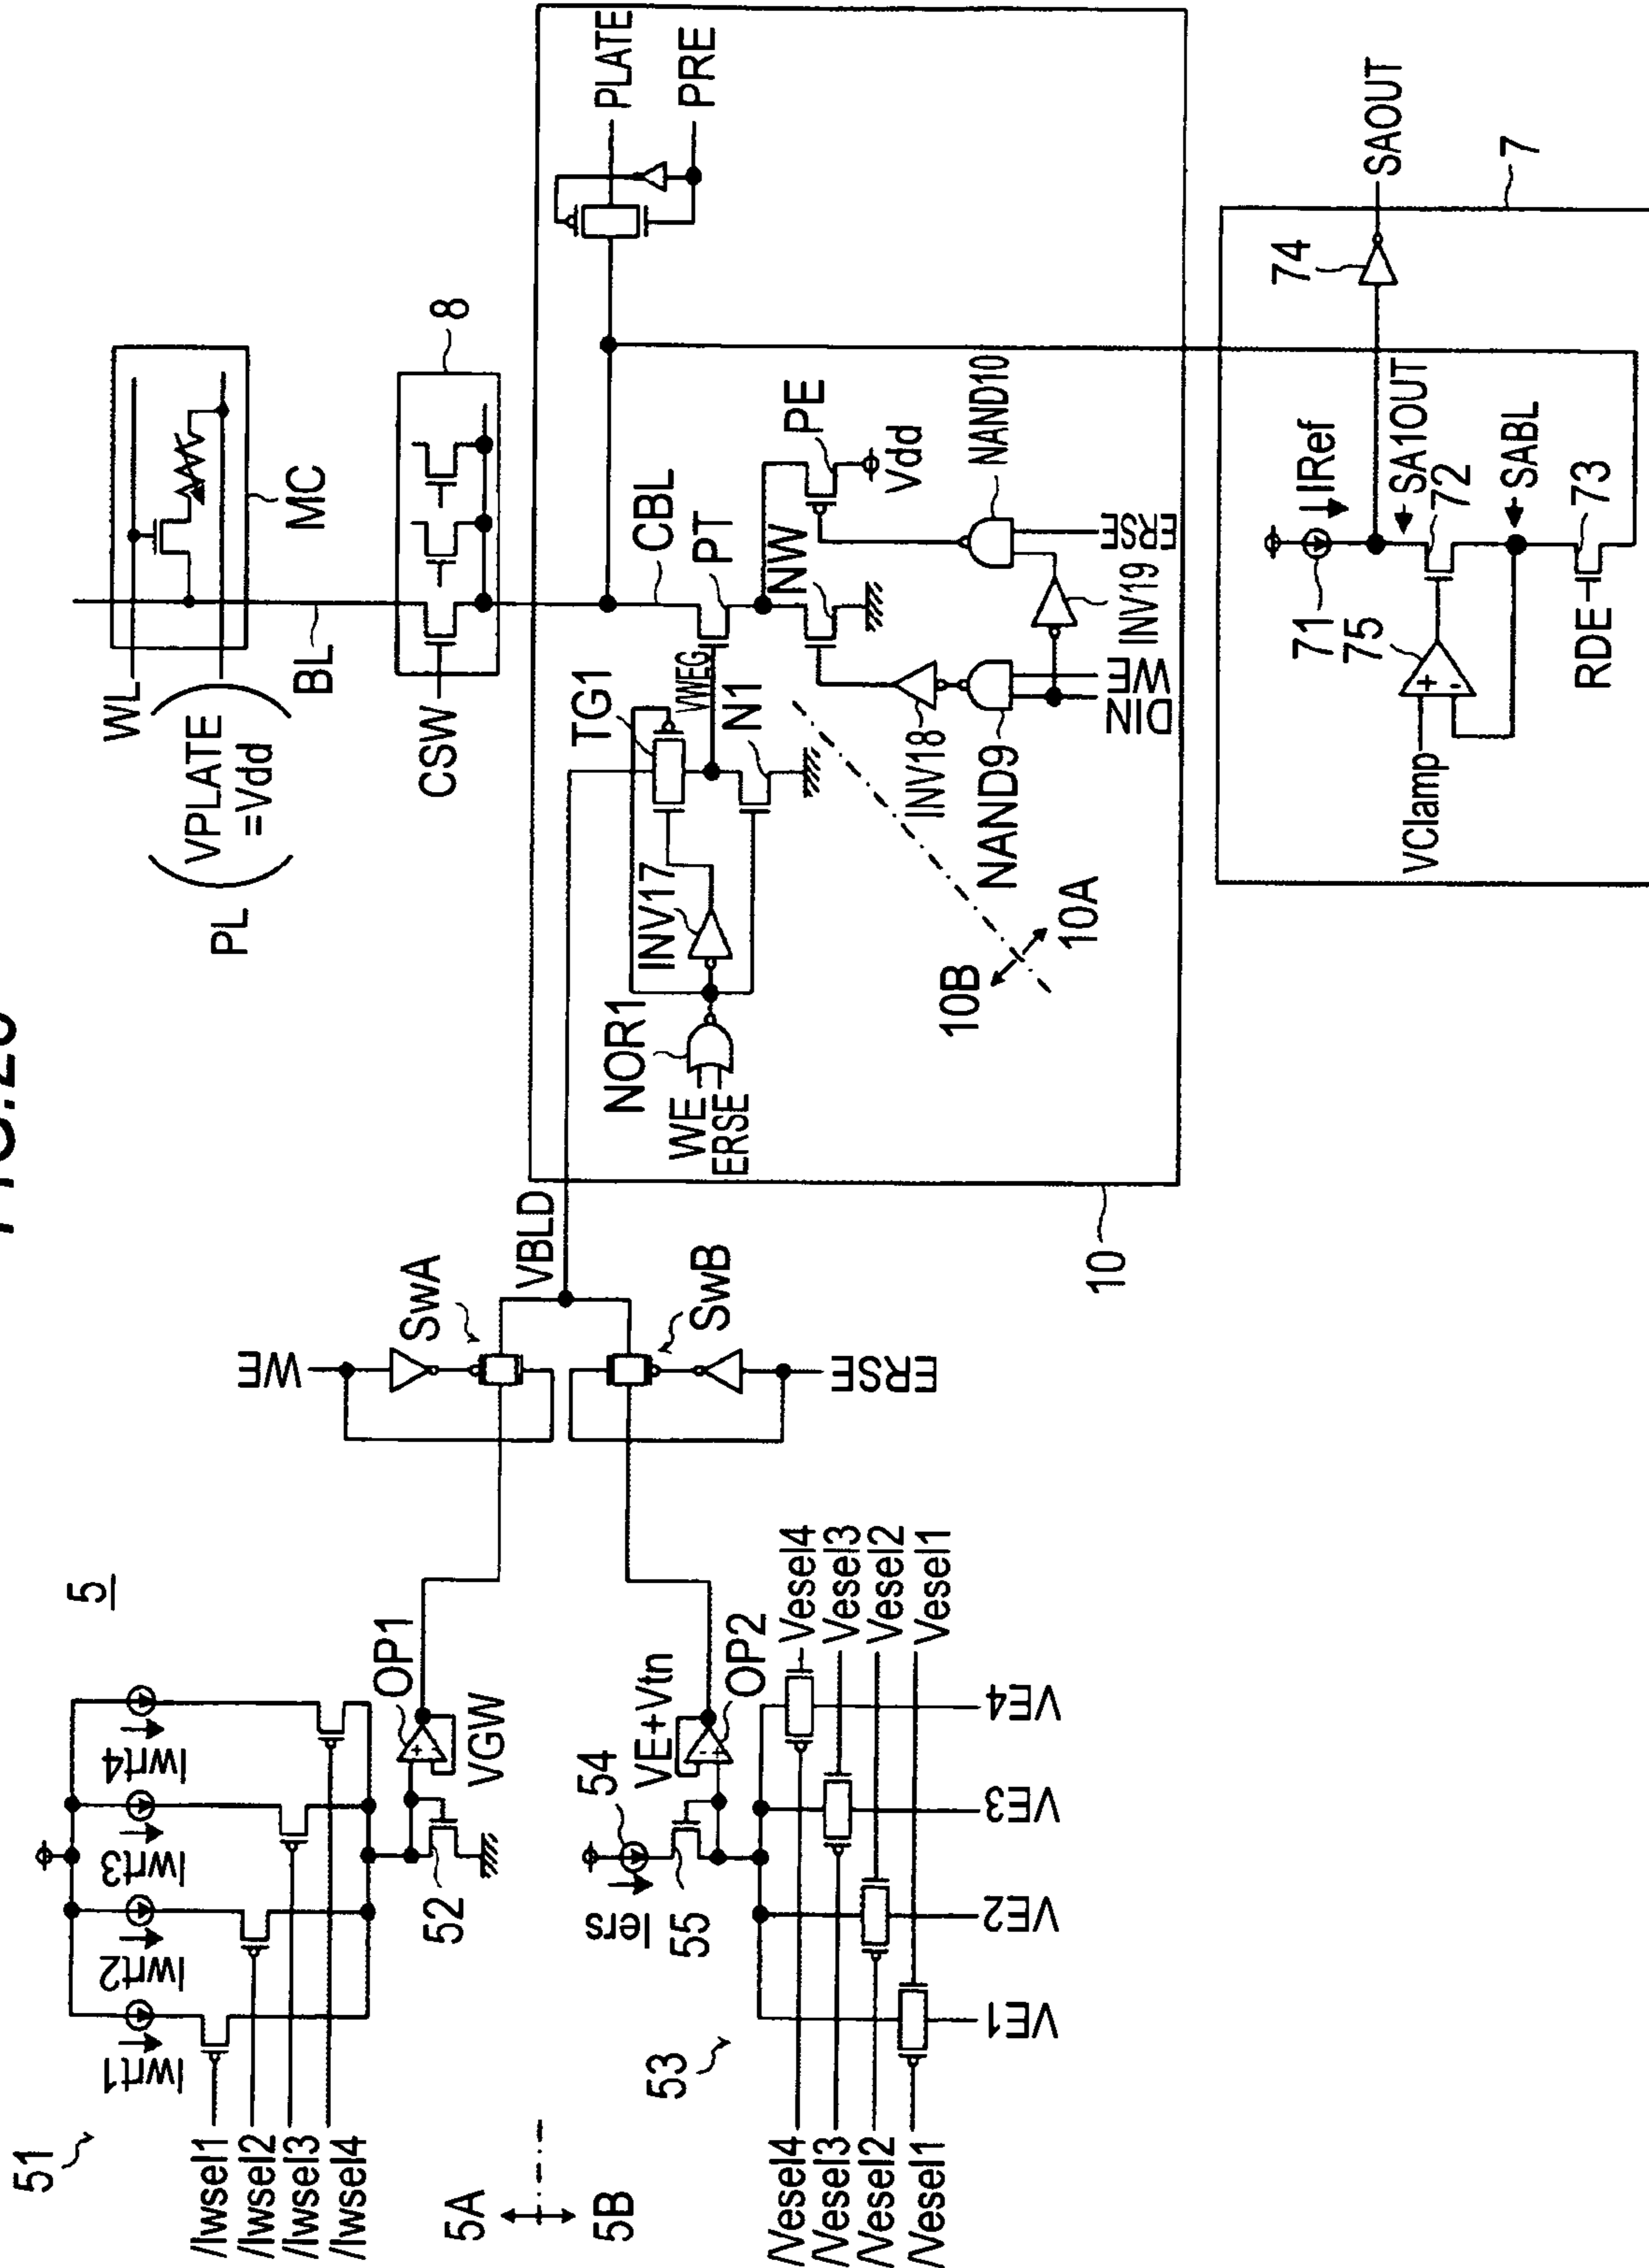 5
51
Iwrt1
Iwrt2
Iwrt3
Iwrt4
/Iwsel1
/Iwsel2
/Iwsel3
/Iwsel4
52
OP1
VGW
5A
5B
54
Iers
55
VE+Vtn
OP2
53
Vesel4
Vesel3
Vesel2
Vesel1
/Vesel4
/Vesel3
/Vesel2
/Vesel1
VE1
VE2
VE3
VE4
WE
SwA
VBLD
SwB
ERSE
WL
PL
VPLATE
=Vdd
MC
BL
CSW
8
CBL
PLATE
PRE
TG1
VWEG
PT
N1
INV17
NOR1
WE
ERSE
NW
PE
Vdd
INV18
NAND9
NAND10
INV19
DIN
WE
ERSE
10B
10A
10
7
74
SAOUT
71
IRef
SA1OUT
72
75
VClamp
SABL
73
RDE